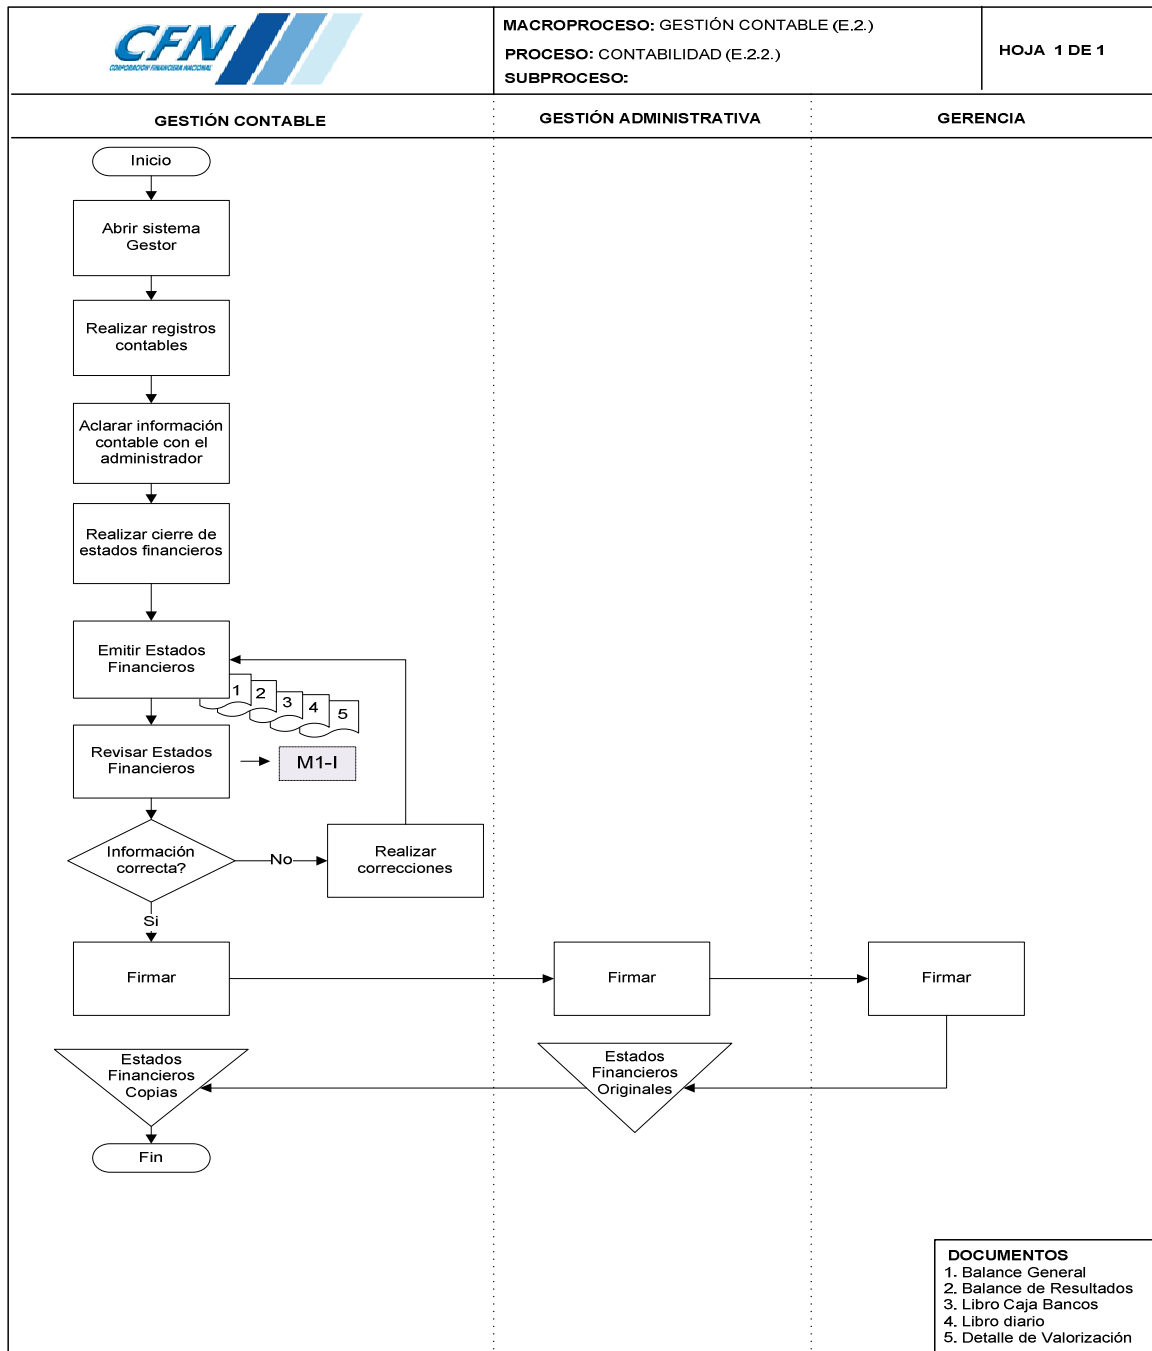 CFN
CORPORACIÓN FINANCIERA NACIONAL
MACROPROCESO: GESTIÓN CONTABLE (E.2.)
PROCESO: CONTABILIDAD (E.2.2.)
SUBPROCESO:
HOJA 1 DE 1
GESTIÓN CONTABLE
GESTIÓN ADMINISTRATIVA
GERENCIA
Inicio
Abrir sistema
Gestor
Realizar registros
contables
Aclarar información
contable con el
administrador
Realizar cierre de
estados financieros
Emitir Estados
Financieros
1
2
3
4
5
Revisar Estados
Financieros
M1-I
Información
correcta?
No
Realizar
correcciones
Si
Firmar
Firmar
Firmar
Estados
Financieros
Copias
Estados
Financieros
Originales
Fin
DOCUMENTOS
1. Balance General
2. Balance de Resultados
3. Libro Caja Bancos
4. Libro diario
5. Detalle de Valorización